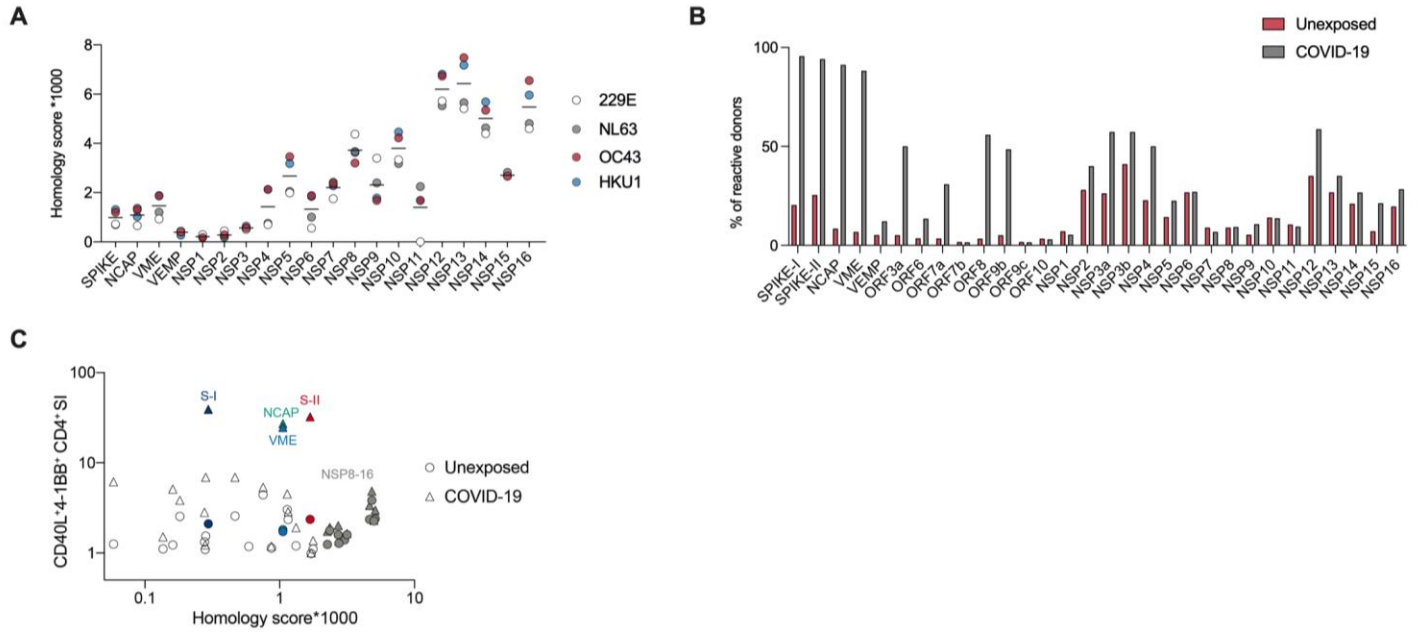 A
Homology score *1000
8
6
4
2
0
SPIKE
NCAP
VME
VEMP
NSP1
NSP2
NSP3
NSP4
NSP5
NSP6
NSP7
NSP8
NSP9
NSP10
NSP11
NSP12
NSP13
NSP14
NSP15
NSP16
229E
NL63
OC43
HKU1
B
Unexposed
COVID-19
% of reactive donors
100
50
0
SPIKE-I
SPIKE-II
NCAP
VME
VEMP
ORF3a
ORF6
ORF7a
ORF7b
ORF8
ORF9b
ORF9c
ORF10
NSP1
NSP2
NSP3a
NSP3b
NSP4
NSP5
NSP6
NSP7
NSP8
NSP9
NSP10
NSP11
NSP12
NSP13
NSP14
NSP15
NSP16
C
CD40L⁺4-1BB⁺ CD4⁺ SI
100
10
1
S-I
NCAP
S-II
VME
NSP8-16
Unexposed
COVID-19
0.1
1
10
Homology score*1000